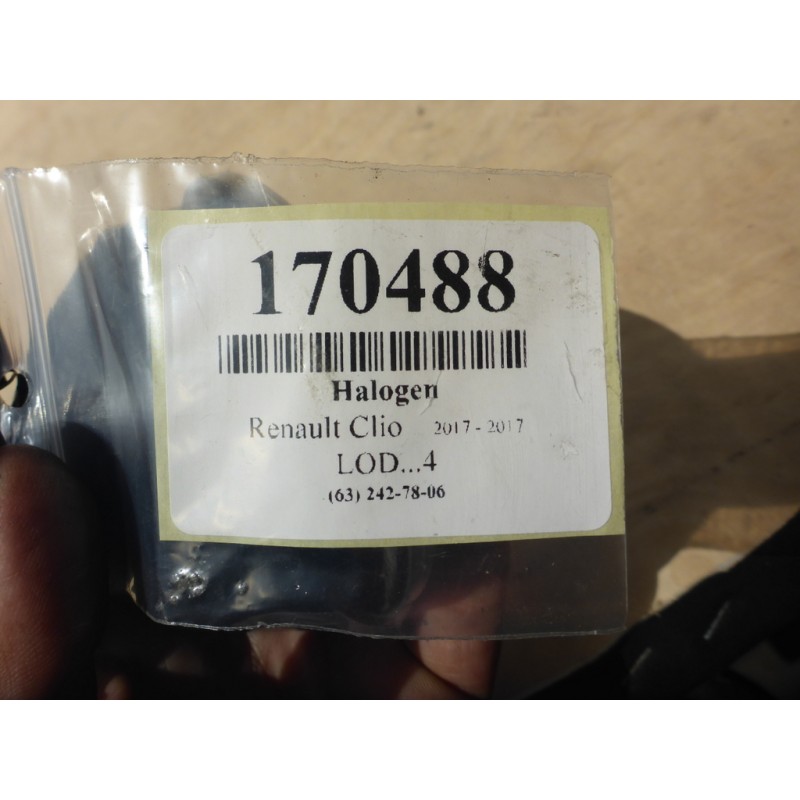 170488
Halogen
Renault Clio 2017 - 2017
LOD...4
(63) 242-78-06